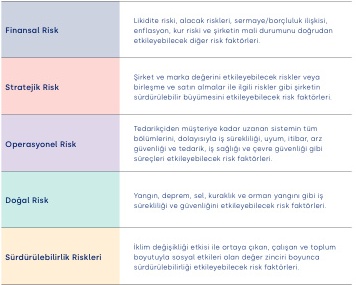 Finansal Risk
Likidite riski, alacak riskleri, sermaye/borçluluk ilişkisi,
enflasyon, kur riski ve şirketin mali durumunu doğrudan
etkileyebilecek diğer risk faktörleri.
Stratejik Risk
Şirket ve marka değerini etkileyebilecek riskler veya
birleşme ve satın almalar ile ilgili riskler gibi şirketin
sürdürülebilir büyümesini etkileyebilecek risk faktörleri.
Operasyonel Risk
Tedarikçiden müşteriye kadar uzanan sistemin tüm
bölümlerini, dolayısıyla iş sürekliliği, uyum, itibar, arz
güvenliği ve tedarik, iş sağlığı ve çevre güvenliği gibi
süreçleri etkileyebilecek risk faktörleri.
Doğal Risk
Yangın, deprem, sel, kuraklık ve orman yangını gibi iş
sürekliliği ve güvenliğini etkileyebilecek risk faktörleri.
Sürdürülebilirlik Riskleri
İklim değişikliği etkisi ile ortaya çıkan, çalışan ve toplum
boyutuyla sosyal etkileri olan değer zinciri boyunca
sürdürülebilirliği etkileyebilecek risk faktörleri.